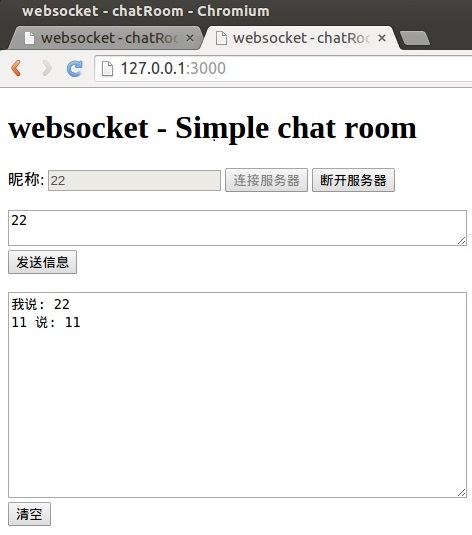 websocket - chatRoom - Chromium
websocket - chatRoo websocket - chatRoo
127.0.0.1:3000
websocket - Simple chat room
昵称: 22 连接服务器 断开服务器
22
发送信息
我说: 22
11 说: 11
清空